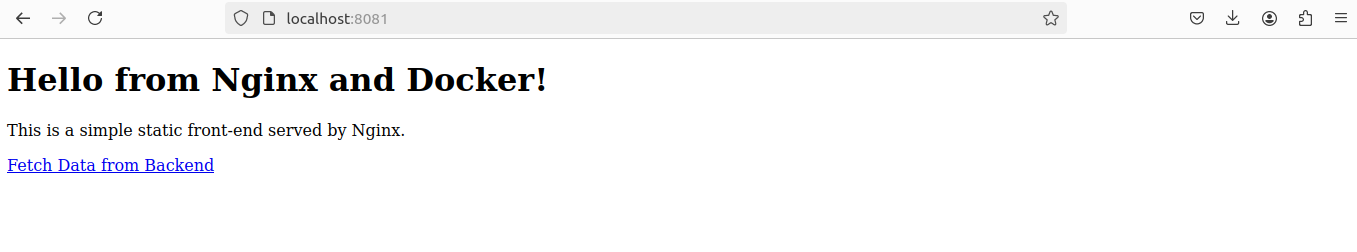 localhost:8081
Hello from Nginx and Docker!
This is a simple static front-end served by Nginx.
Fetch Data from Backend